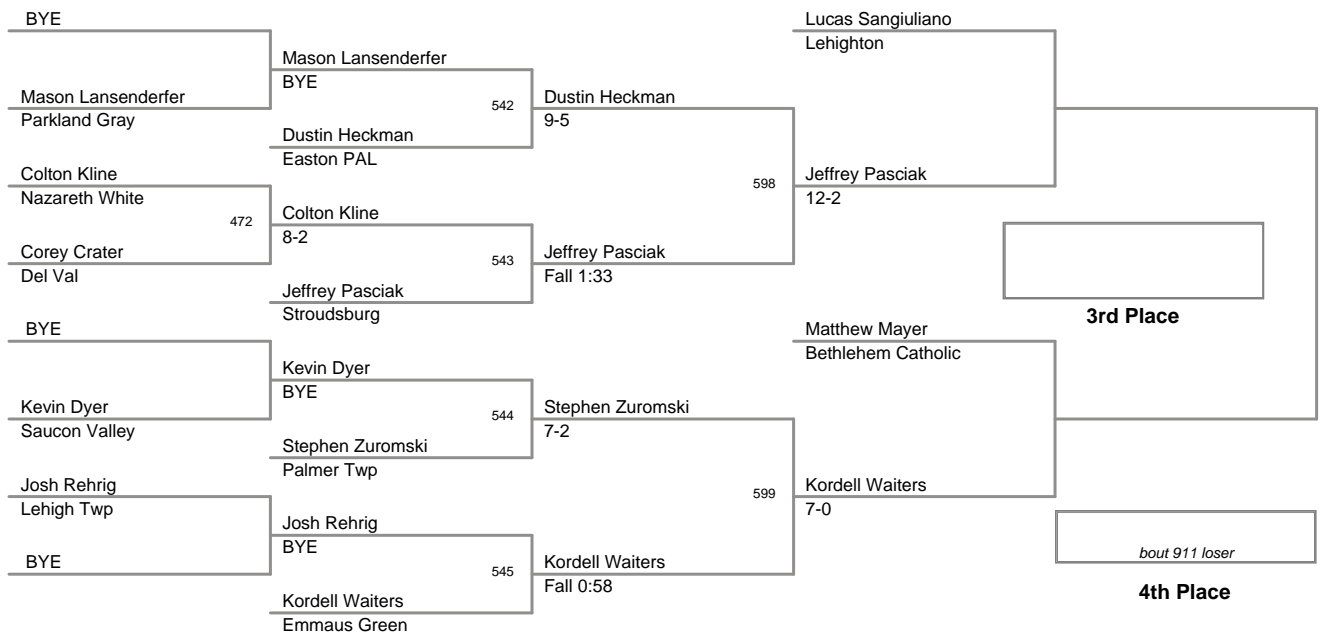 BYE
Mason Lansenderfer
Parkland Gray
Colton Kline
Nazareth White
472
Corey Crater
Del Val
BYE
Kevin Dyer
Saucon Valley
Josh Rehrig
Lehigh Twp
BYE
Mason Lansenderfer
BYE
542
Dustin Heckman
Easton PAL
Colton Kline
8-2
543
Jeffrey Pasciak
Stroudsburg
Kevin Dyer
BYE
544
Stephen Zuromski
Palmer Twp
Josh Rehrig
BYE
545
Kordell Waiters
Emmaus Green
Dustin Heckman
9-5
598
Jeffrey Pasciak
Fall 1:33
Stephen Zuromski
7-2
599
Kordell Waiters
Fall 0:58
Lucas Sangiuliano
Lehighton
Jeffrey Pasciak
12-2
Matthew Mayer
Bethlehem Catholic
Kordell Waiters
7-0
3rd Place
bout 911 loser
4th Place